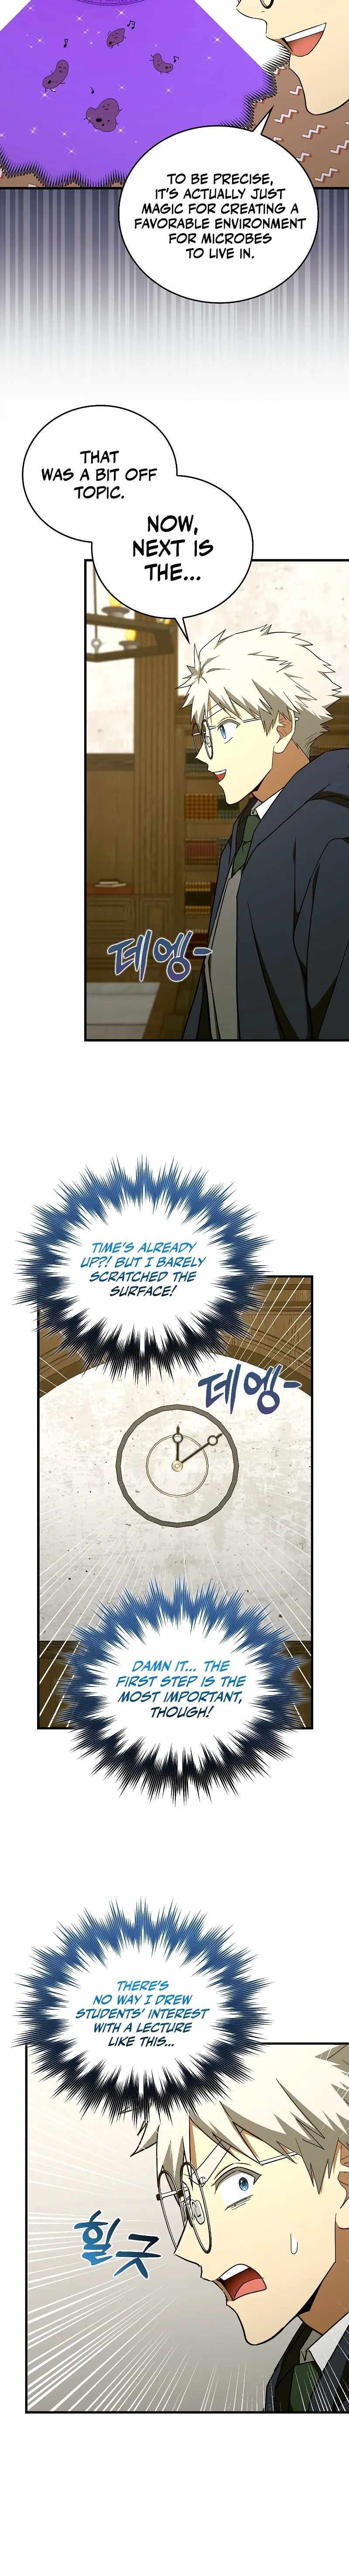 TO BE PRECISE,
IT'S ACTUALLY JUST
MAGIC FOR CREATING A
FAVORABLE ENVIRONMENT
FOR MICROBES
TO LIVE IN.
THAT
WAS A BIT OFF
TOPIC.
NOW,
NEXT IS
THE...
데엥-
TIME'S ALREADY
UP?! BUT I BARELY
SCRATCHED THE
SURFACE!
데엥-
DAMN IT... THE
FIRST STEP IS THE
MOST IMPORTANT,
THOUGH!
THERE'S
NO WAY I DREW
STUDENTS' INTEREST
WITH A LECTURE
LIKE THIS...
힐긋